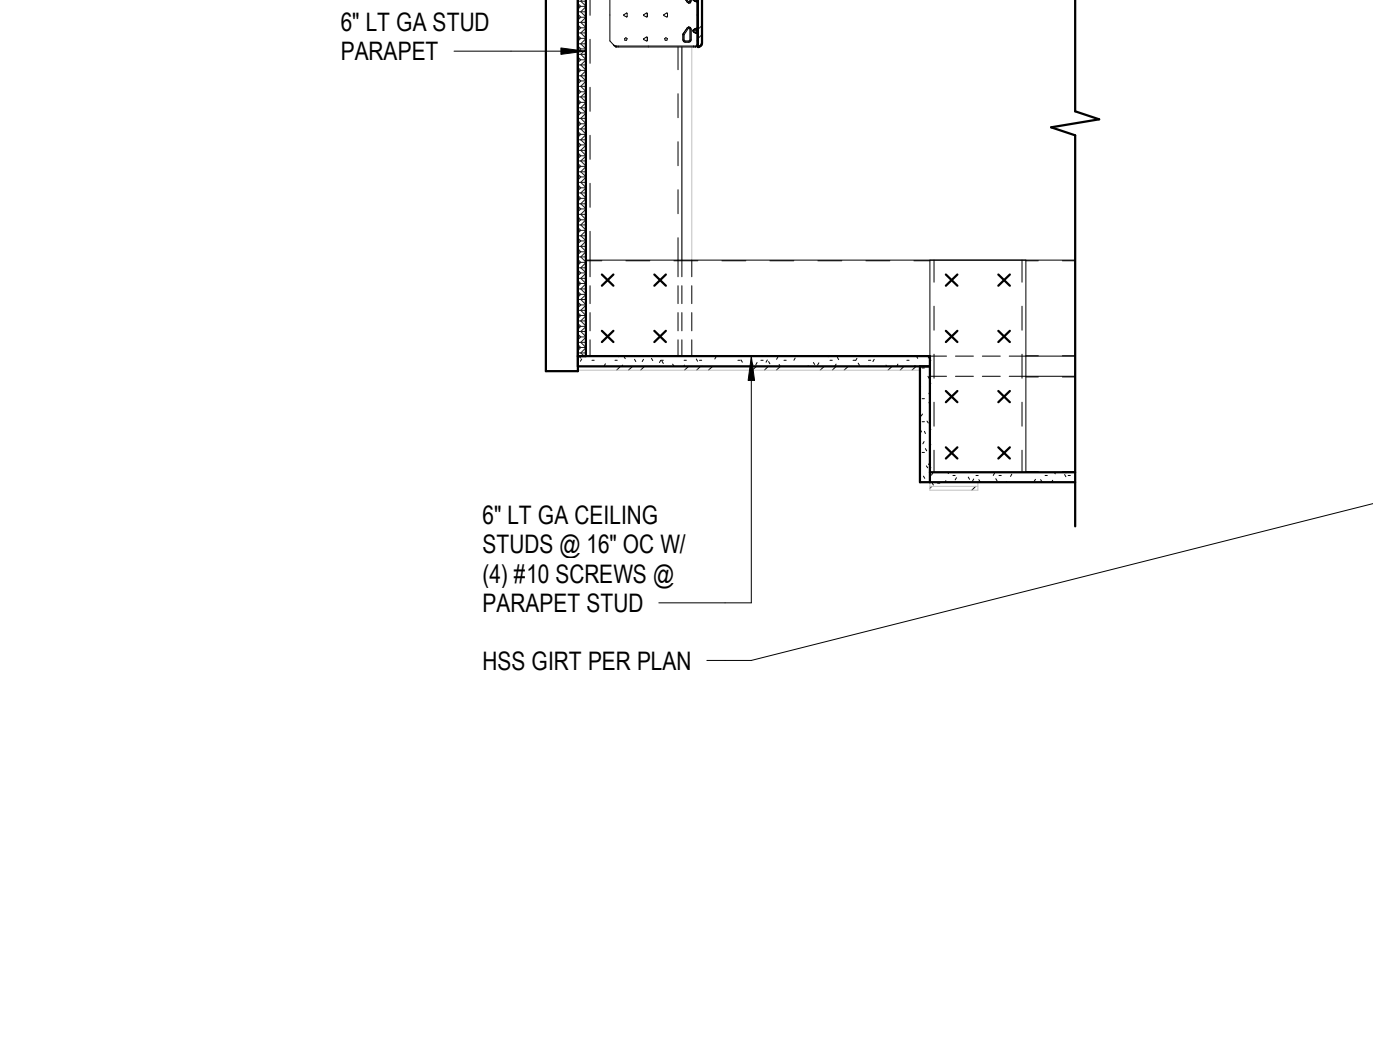 6" LT GA STUD
PARAPET
6" LT GA CEILING
STUDS @ 16" OC W/
(4) #10 SCREWS @
PARAPET STUD
HSS GIRT PER PLAN